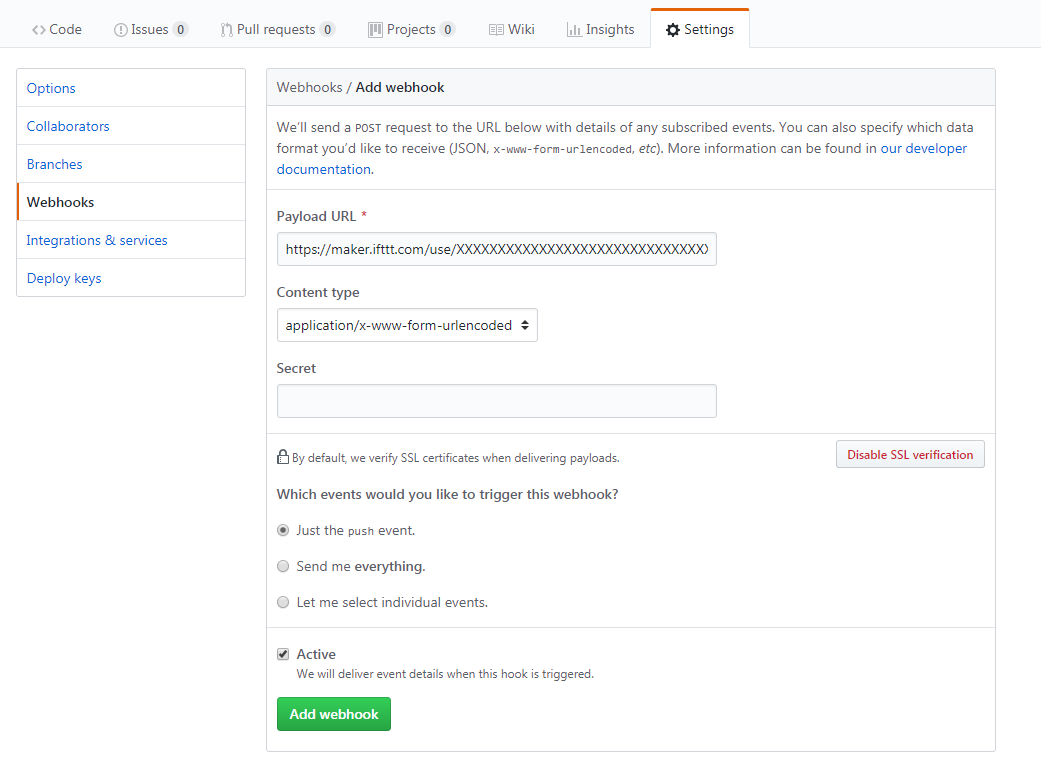 Code Issues 0 Pull requests 0 Projects 0 Wiki Insights Settings
Options
Collaborators
Branches
Webhooks
Integrations & services
Deploy keys
Webhooks / Add webhook
We’ll send a POST request to the URL below with details of any subscribed events. You can also specify which data
format you’d like to receive (JSON, x-www-form-urlencoded, etc). More information can be found in our developer
documentation.
Payload URL *
https://maker.ifttt.com/use/XXXXXXXXXXXXXXXXXXXXXXXXXXXXXXX
Content type
application/x-www-form-urlencoded
Secret
By default, we verify SSL certificates when delivering payloads.
Disable SSL verification
Which events would you like to trigger this webhook?
Just the push event.
Send me everything.
Let me select individual events.
Active
We will deliver event details when this hook is triggered.
Add webhook